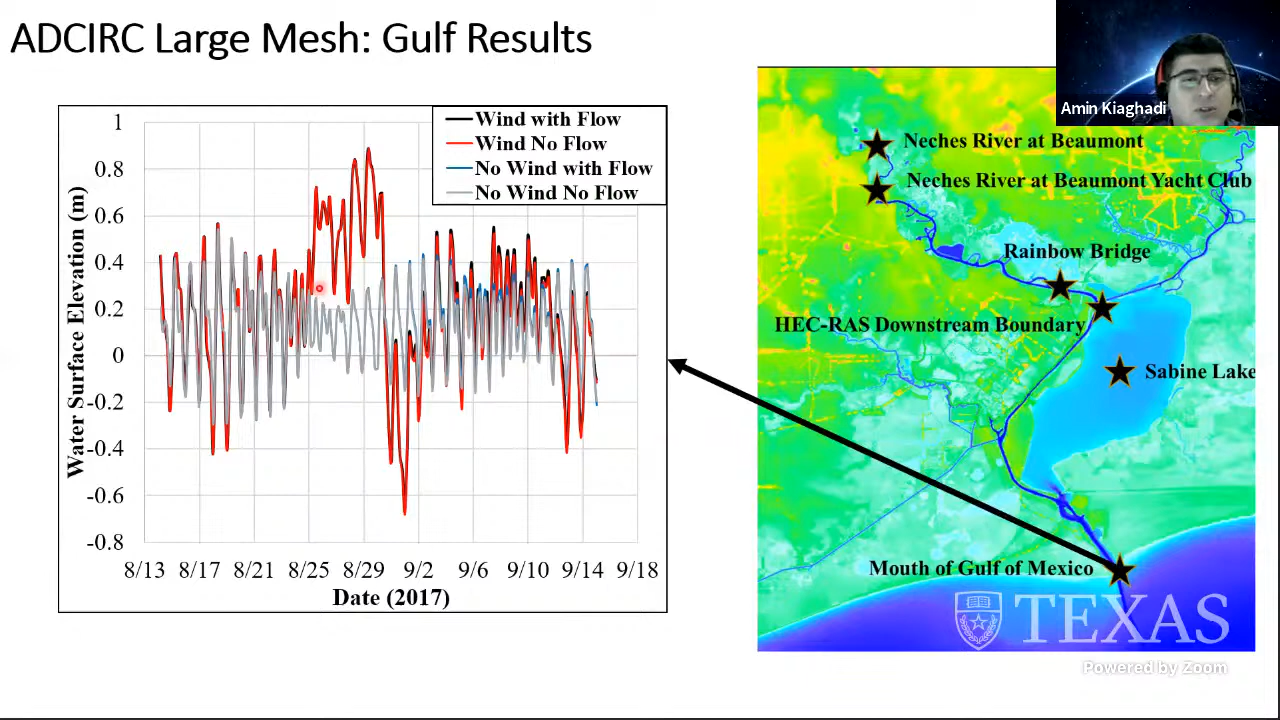 ADCIRC Large Mesh: Gulf Results
Amin Kiaghadi
Wind with Flow
Wind No Flow
No Wind with Flow
No Wind No Flow
Water Surface Elevation (m)
1
0.8
0.6
0.4
0.2
0
-0.2
-0.4
-0.6
-0.8
8/13 8/17 8/21 8/25 8/29 9/2 9/6 9/10 9/14 9/18
Date (2017)
Neches River at Beaumont
Neches River at Beaumont Yacht Club
Rainbow Bridge
HEC-RAS Downstream Boundary
Sabine Lake
Mouth of Gulf of Mexico
TEXAS
Powered by Zoom